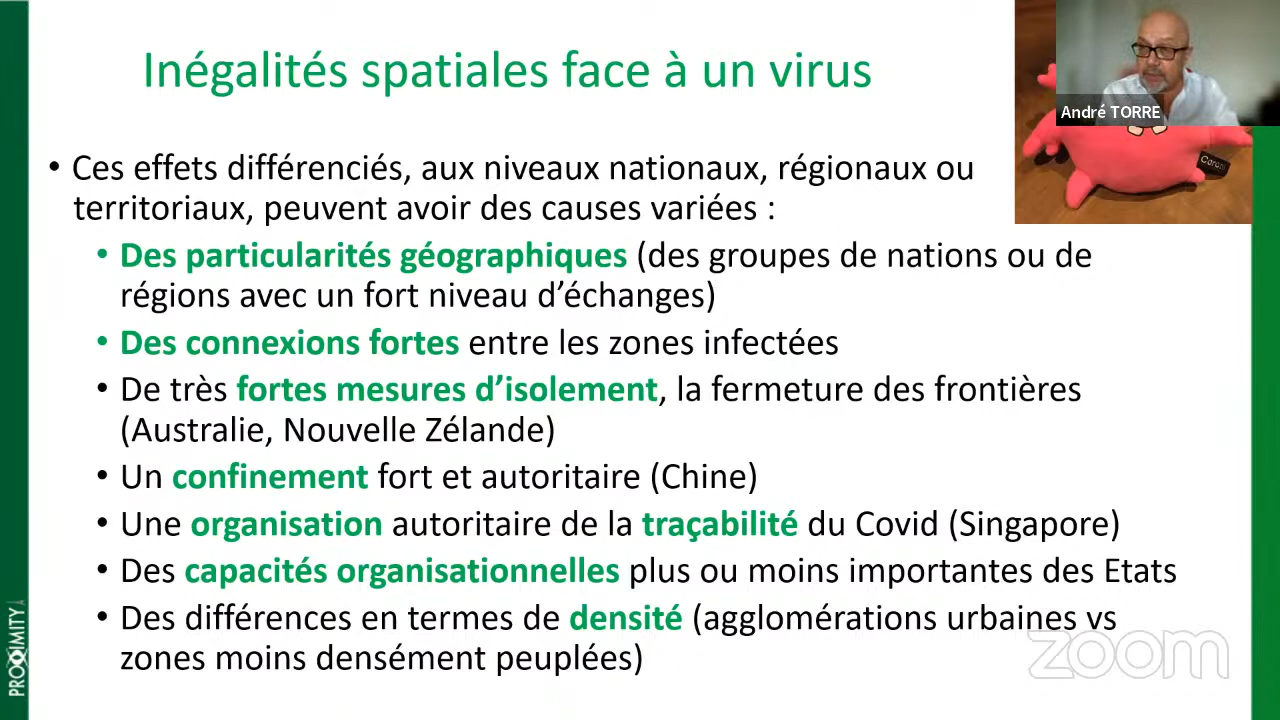 Inégalités spatiales face à un virus
André TORRE
• Ces effets différenciés, aux niveaux nationaux, régionaux ou
territoriaux, peuvent avoir des causes variées :
• Des particularités géographiques (des groupes de nations ou de
régions avec un fort niveau d’échanges)
• Des connexions fortes entre les zones infectées
• De très fortes mesures d’isolement, la fermeture des frontières
(Australie, Nouvelle Zélande)
• Un confinement fort et autoritaire (Chine)
• Une organisation autoritaire de la traçabilité du Covid (Singapore)
• Des capacités organisationnelles plus ou moins importantes des Etats
• Des différences en termes de densité (agglomérations urbaines vs
zones moins densément peuplées)
zoom
PROXIMITY